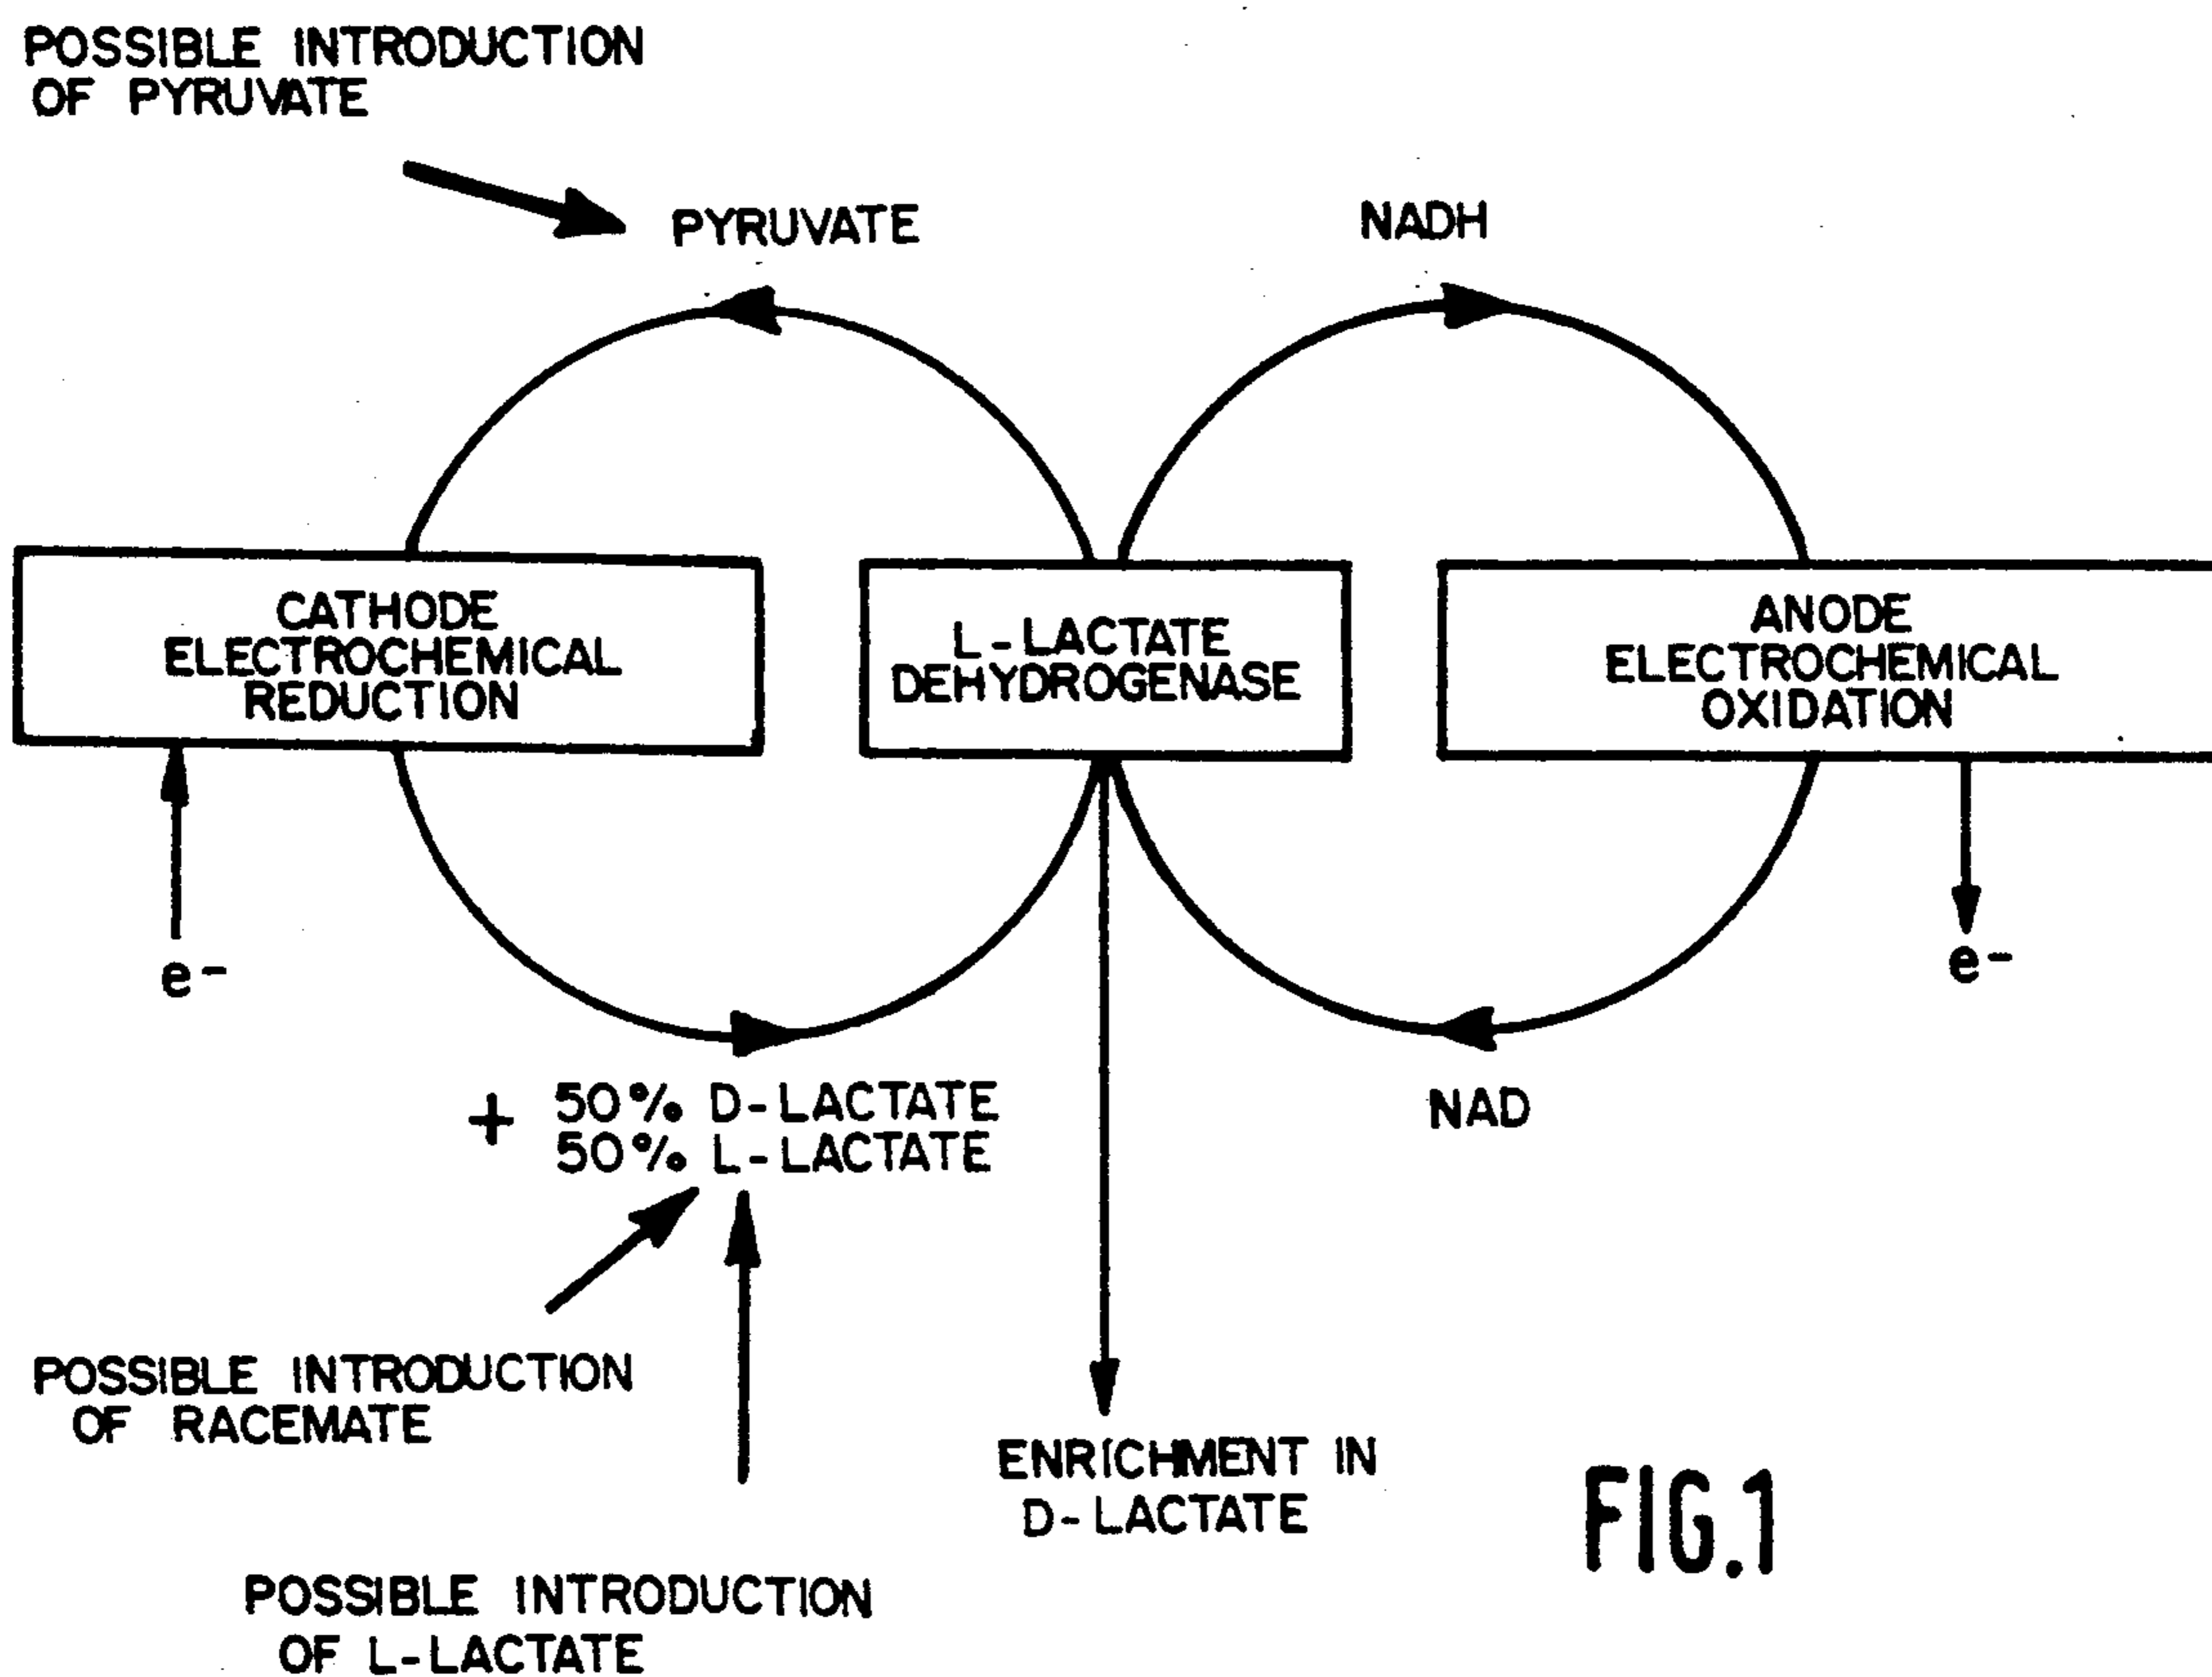 POSSIBLE INTRODUCTION
OF PYRUVATE
PYRUVATE
NADH
CATHODE
ELECTROCHEMICAL
REDUCTION
L-LACTATE
DEHYDROGENASE
ANODE
ELECTROCHEMICAL
OXIDATION
e-
e-
+ 50% D-LACTATE
50% L-LACTATE
NAD
POSSIBLE INTRODUCTION
OF RACEMATE
ENRICHMENT IN
D-LACTATE
POSSIBLE INTRODUCTION
OF L-LACTATE
FIG.1